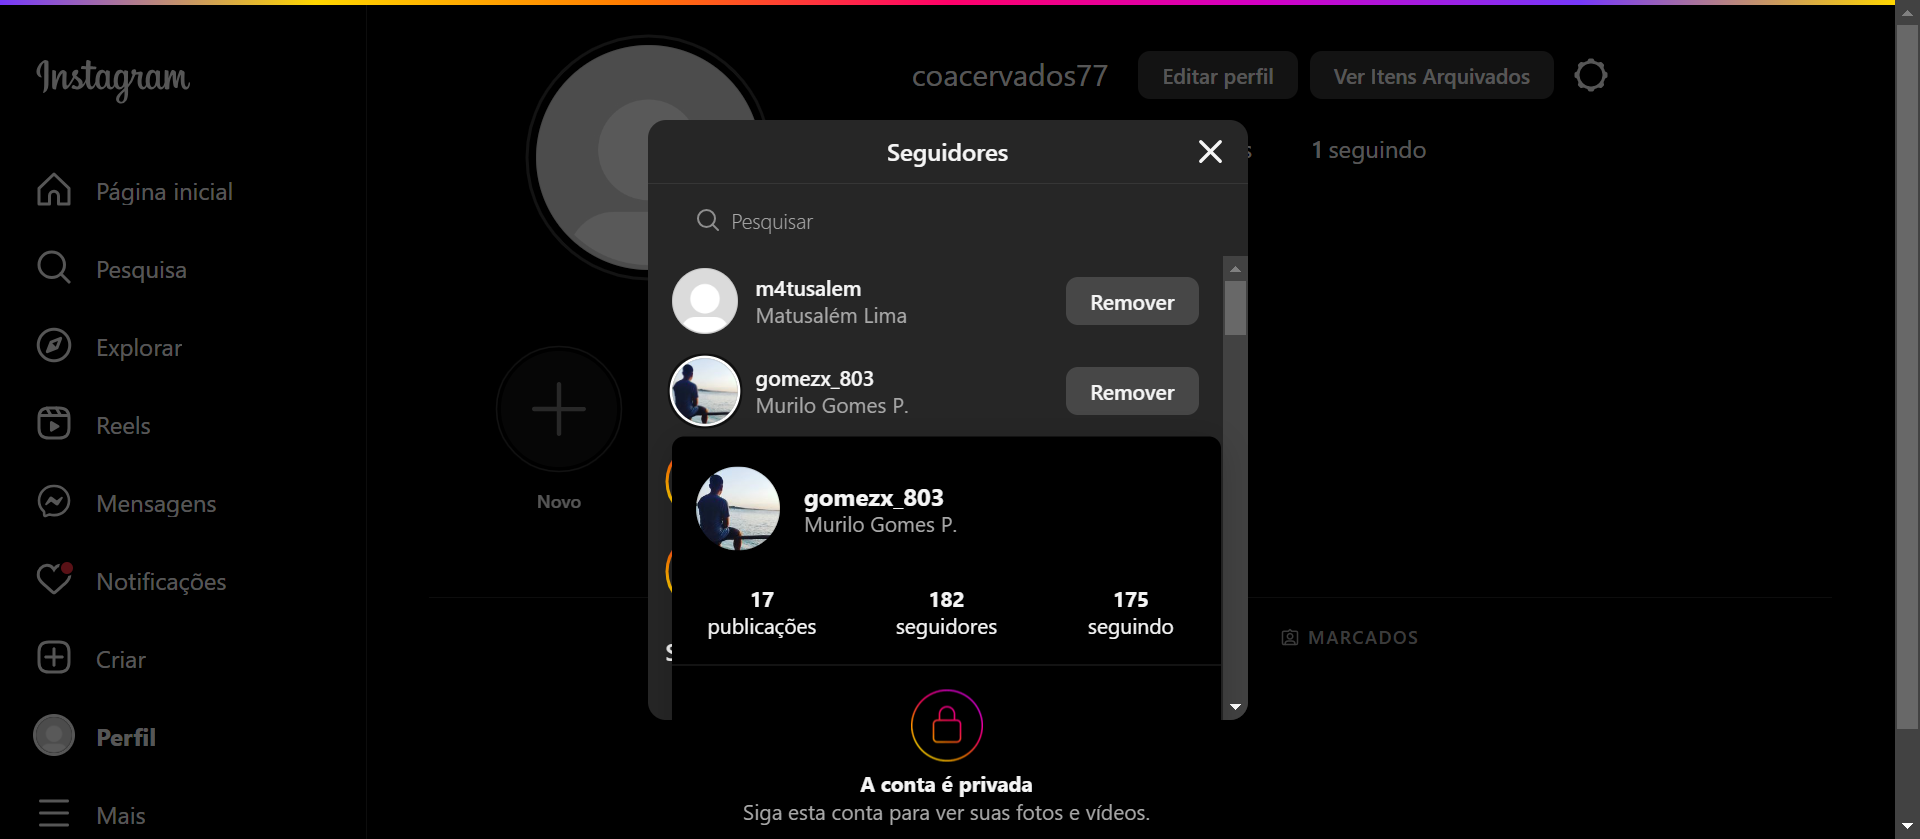 Instagram
Página inicial
Pesquisa
Explorar
Reels
Mensagens
Notificações
Criar
Perfil
Mais
coacervados77
Editar perfil
Ver Itens Arquivados
1 seguindo
Novo
MARCADOS
Seguidores
Pesquisar
m4tusalem
Matusalém Lima
Remover
gomezx_803
Murilo Gomes P.
Remover
gomezx_803
Murilo Gomes P.
17 publicações
182 seguidores
175 seguindo
A conta é privada
Siga esta conta para ver suas fotos e vídeos.